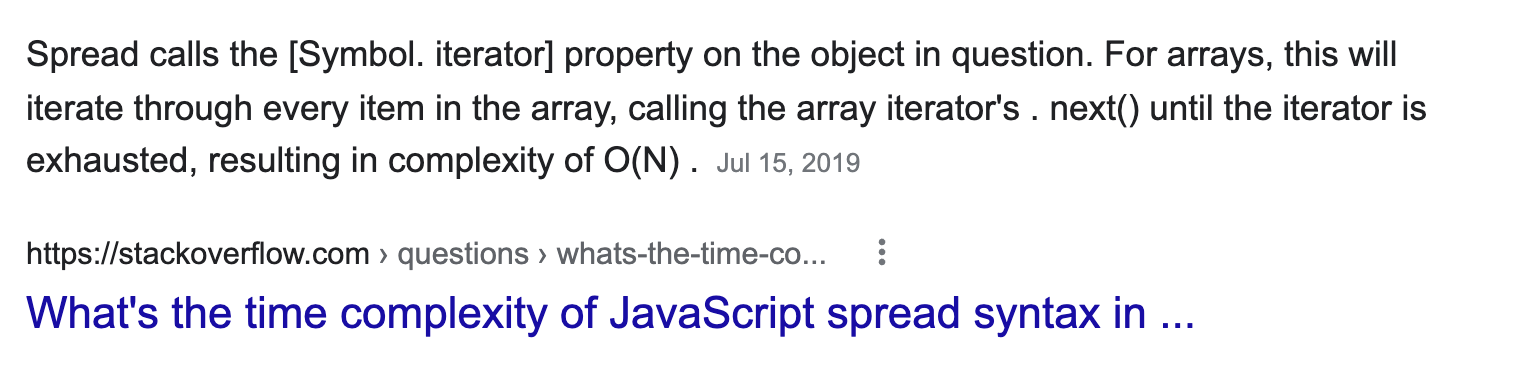 Spread calls the [Symbol. iterator] property on the object in question. For arrays, this will
iterate through every item in the array, calling the array iterator's . next() until the iterator is
exhausted, resulting in complexity of O(N) . Jul 15, 2019
https://stackoverflow.com › questions › whats-the-time-co...
What's the time complexity of JavaScript spread syntax in ...